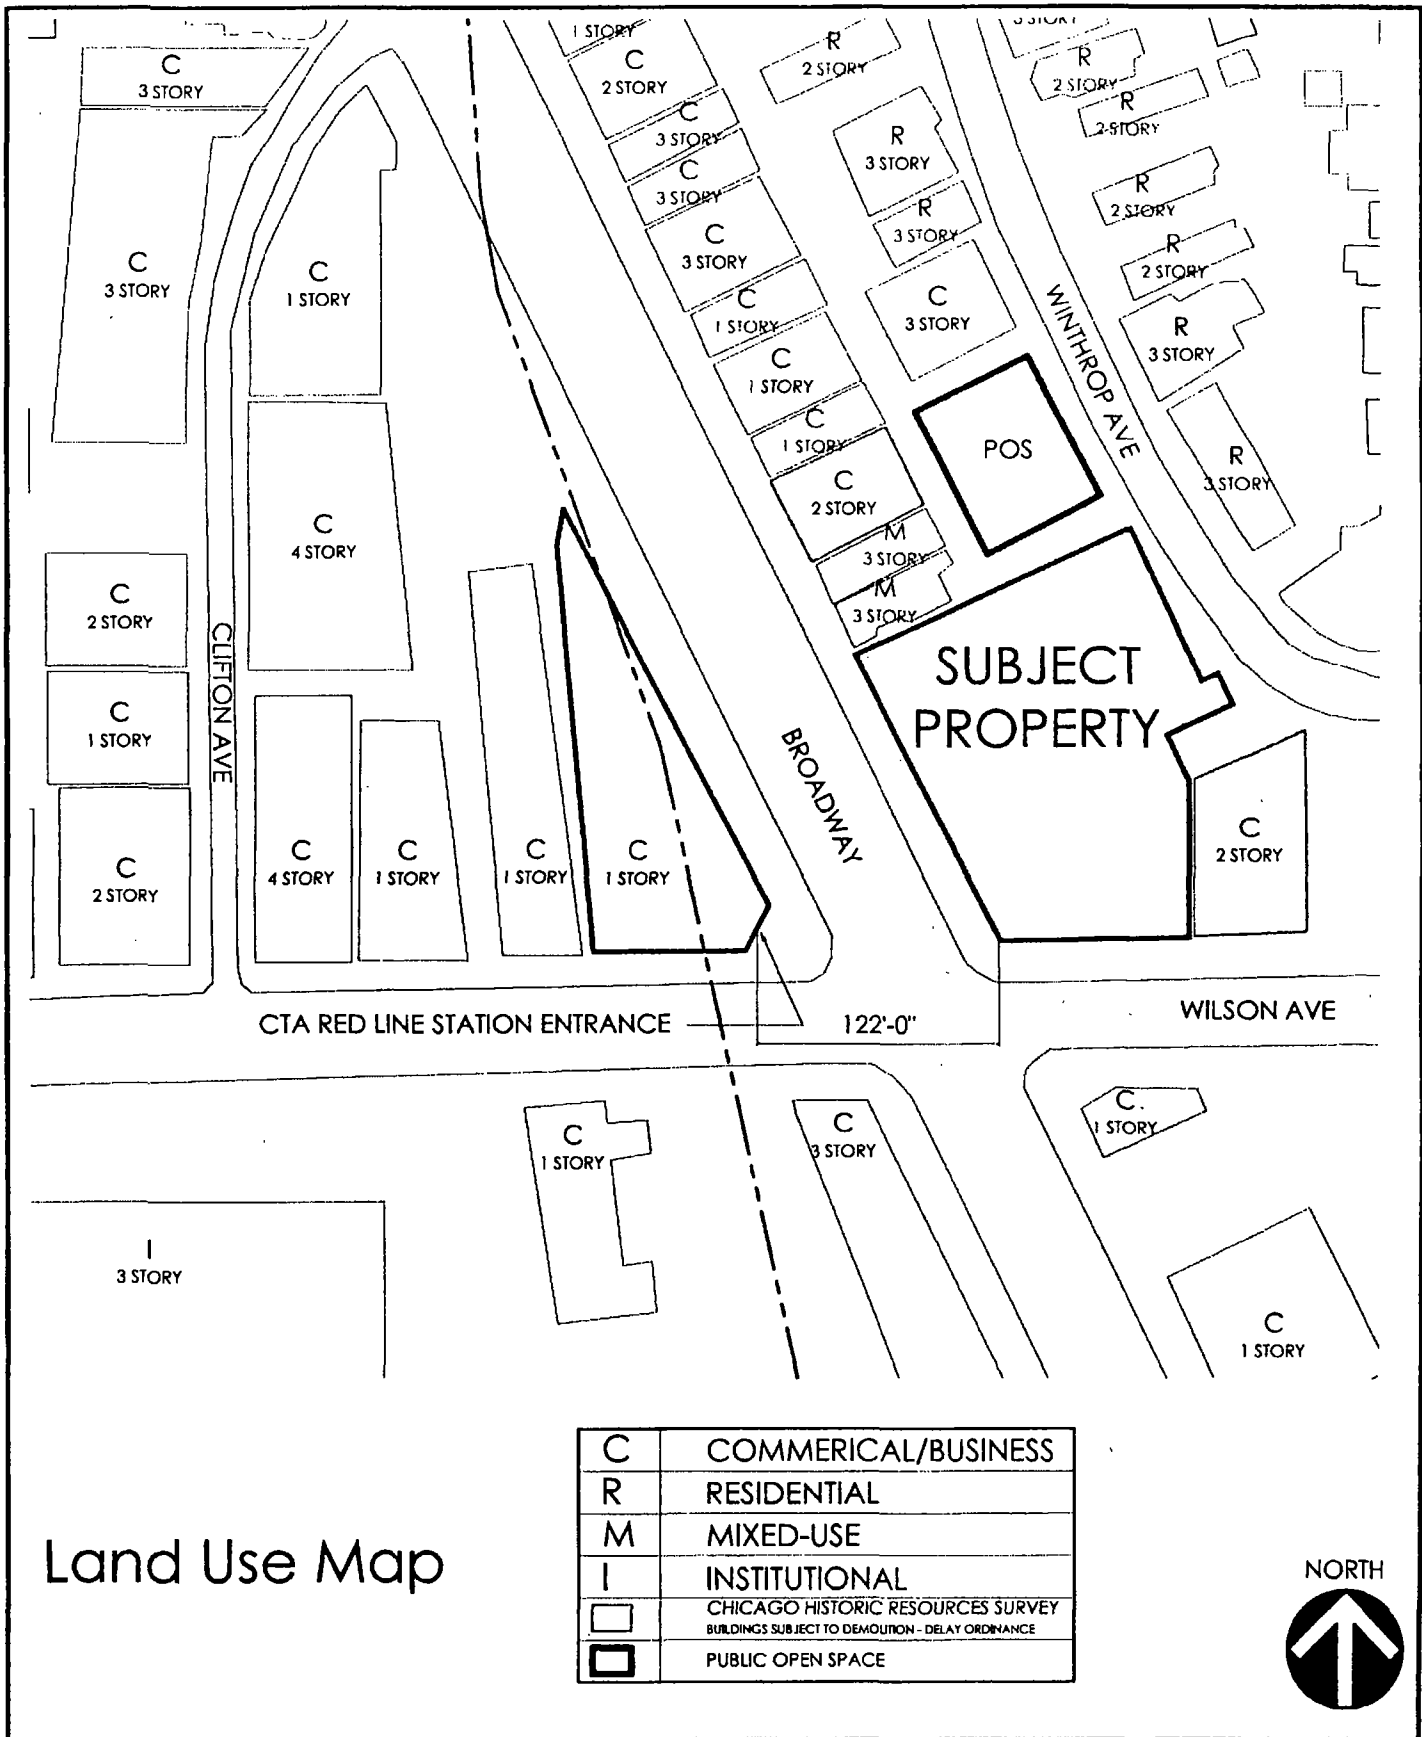 1 STORY
C
2 STORY
C
3 STORY
C
3 STORY
C
3 STORY
C
1 STORY
C
1 STORY
C
1 STORY
C
2 STORY
M
3 STORY
M
3 STORY
R
2 STORY
R
3 STORY
R
3 STORY
C
3 STORY
POS
3 STORY
R
2 STORY
R
2 STORY
R
2 STORY
R
2 STORY
R
3 STORY
R
3 STORY
WINTHROP AVE
C
3 STORY
C
3 STORY
C
1 STORY
C
4 STORY
C
2 STORY
C
1 STORY
C
2 STORY
CLIFTON AVE
C
4 STORY
C
1 STORY
C
1 STORY
C
1 STORY
BROADWAY
SUBJECT
PROPERTY
C
2 STORY
CTA RED LINE STATION ENTRANCE
122'-0"
WILSON AVE
C
1 STORY
C
3 STORY
C.
1 STORY
I
3 STORY
C
1 STORY
C COMMERICAL/BUSINESS
R RESIDENTIAL
M MIXED-USE
I INSTITUTIONAL
CHICAGO HISTORIC RESOURCES SURVEY
BUILDINGS SUBJECT TO DEMOLITION - DELAY ORDINANCE
PUBLIC OPEN SPACE
Land Use Map
NORTH